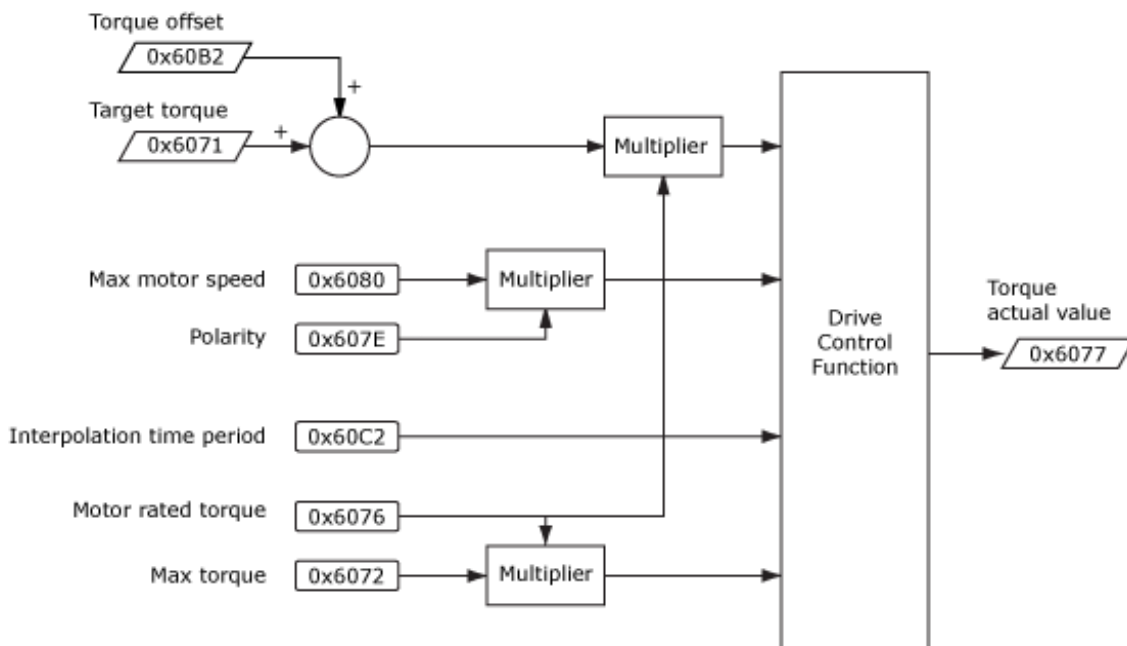 Torque offset
0x60B2
+
Target torque
+
0x6071
Multiplier
Max motor speed
0x6080
Multiplier
Polarity
0x607E
Drive
Control
Function
Torque
actual value
0x6077
Interpolation time period
0x60C2
Motor rated torque
0x6076
Max torque
0x6072
Multiplier